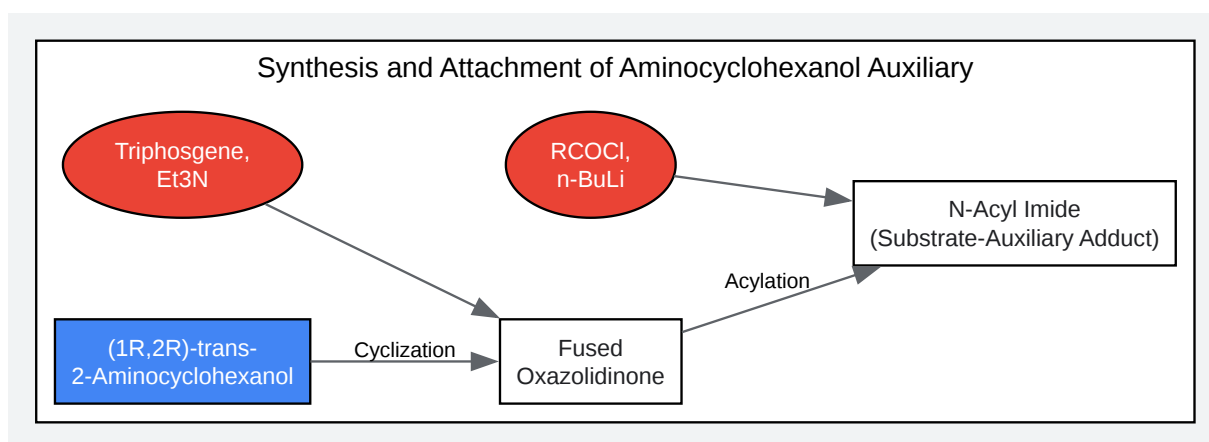 Synthesis and Attachment of Aminocyclohexanol Auxiliary
Triphosgene,
Et3N
RCOCl,
n-BuLi
N-Acyl Imide
(Substrate-Auxiliary Adduct)
Acylation
(1R,2R)-trans-
2-Aminocyclohexanol
Cyclization
Fused
Oxazolidinone